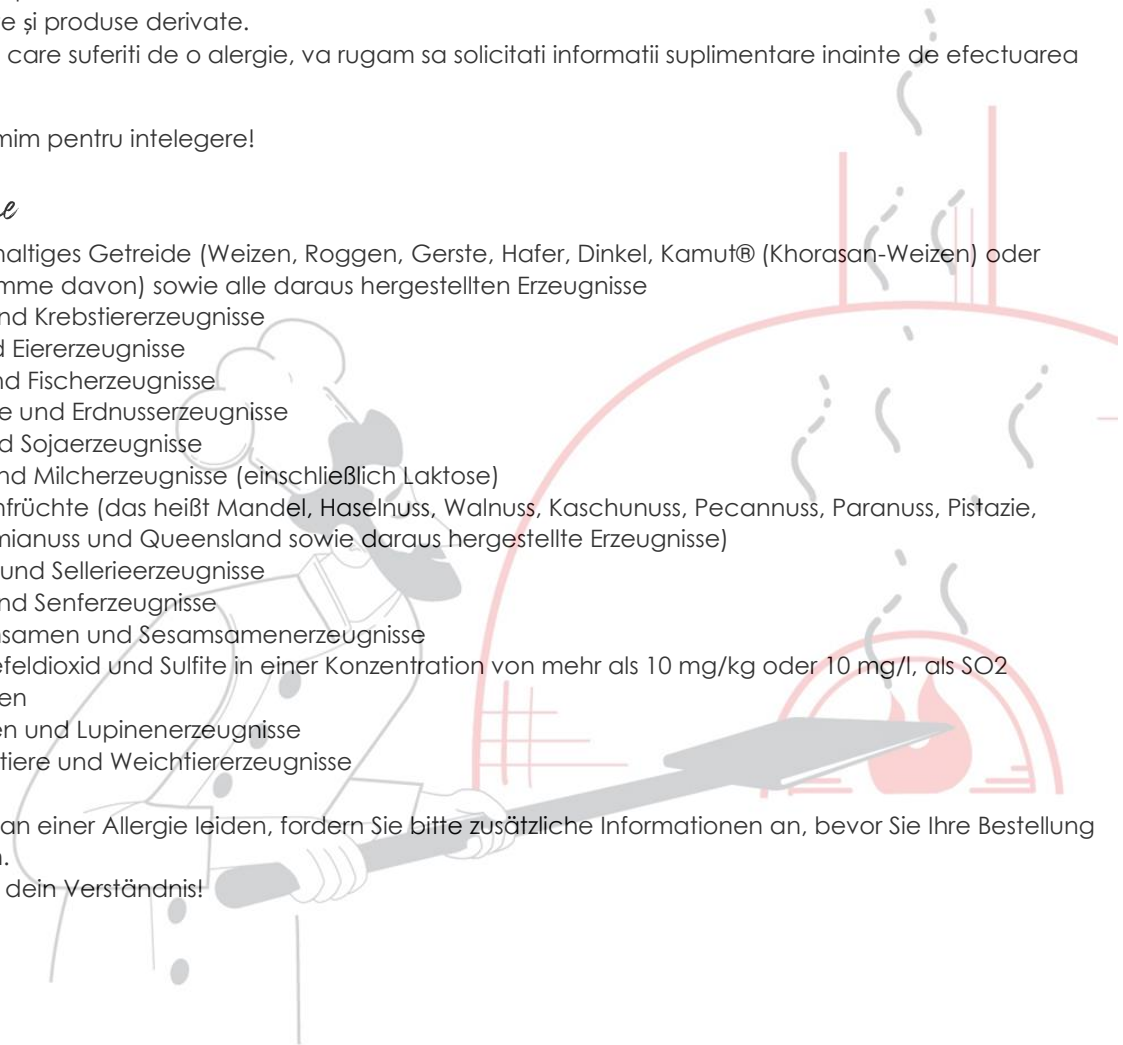 e și produse derivate.
care suferiti de o alergie, va rugam sa solicitati informatii suplimentare inainte de efectuarea
mim pentru intelegere!
e
naltiges Getreide (Weizen, Roggen, Gerste, Hafer, Dinkel, Kamut® (Khorasan-Weizen) oder
mme davon) sowie alle daraus hergestellten Erzeugnisse
nd Krebstiererzeugnisse
d Eiererzeugnisse
nd Fischerzeugnisse
e und Erdnusserzeugnisse
d Sojaerzeugnisse
nd Milcherzeugnisse (einschließlich Laktose)
nfrüchte (das heißt Mandel, Haselnuss, Walnuss, Kaschunuss, Pecannuss, Paranuss, Pistazie,
mianuss und Queensland sowie daraus hergestellte Erzeugnisse)
und Sellerieerzeugnisse
nd Senferzeugnisse
nsamen und Sesamsamenerzeugnisse
efeldioxid und Sulfite in einer Konzentration von mehr als 10 mg/kg oder 10 mg/l, als SO2
en
en und Lupinenerzeugnisse
tiere und Weichtiererzeugnisse
an einer Allergie leiden, fordern Sie bitte zusätzliche Informationen an, bevor Sie Ihre Bestellung
n.
dein Verständnis!